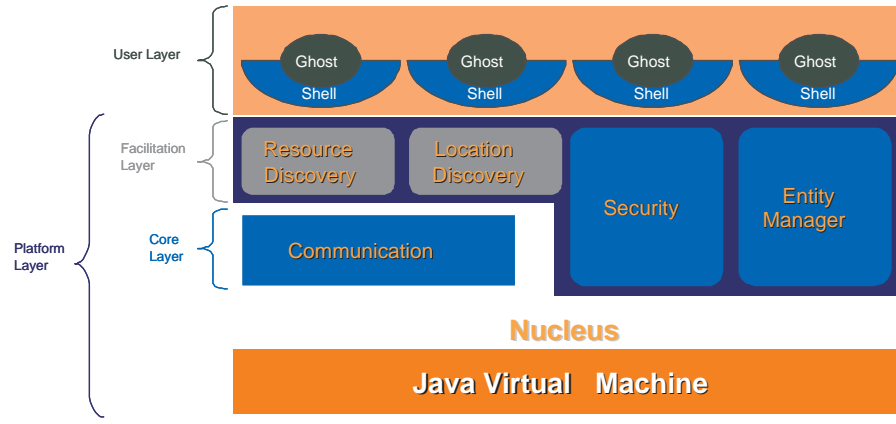 User Layer
Ghost
Shell
Ghost
Shell
Ghost
Shell
Ghost
Shell
Facilitation
Layer
Resource
Discovery
Location
Discovery
Security
Entity
Manager
Platform
Layer
Core
Layer
Communication
Nucleus
Java Virtual Machine